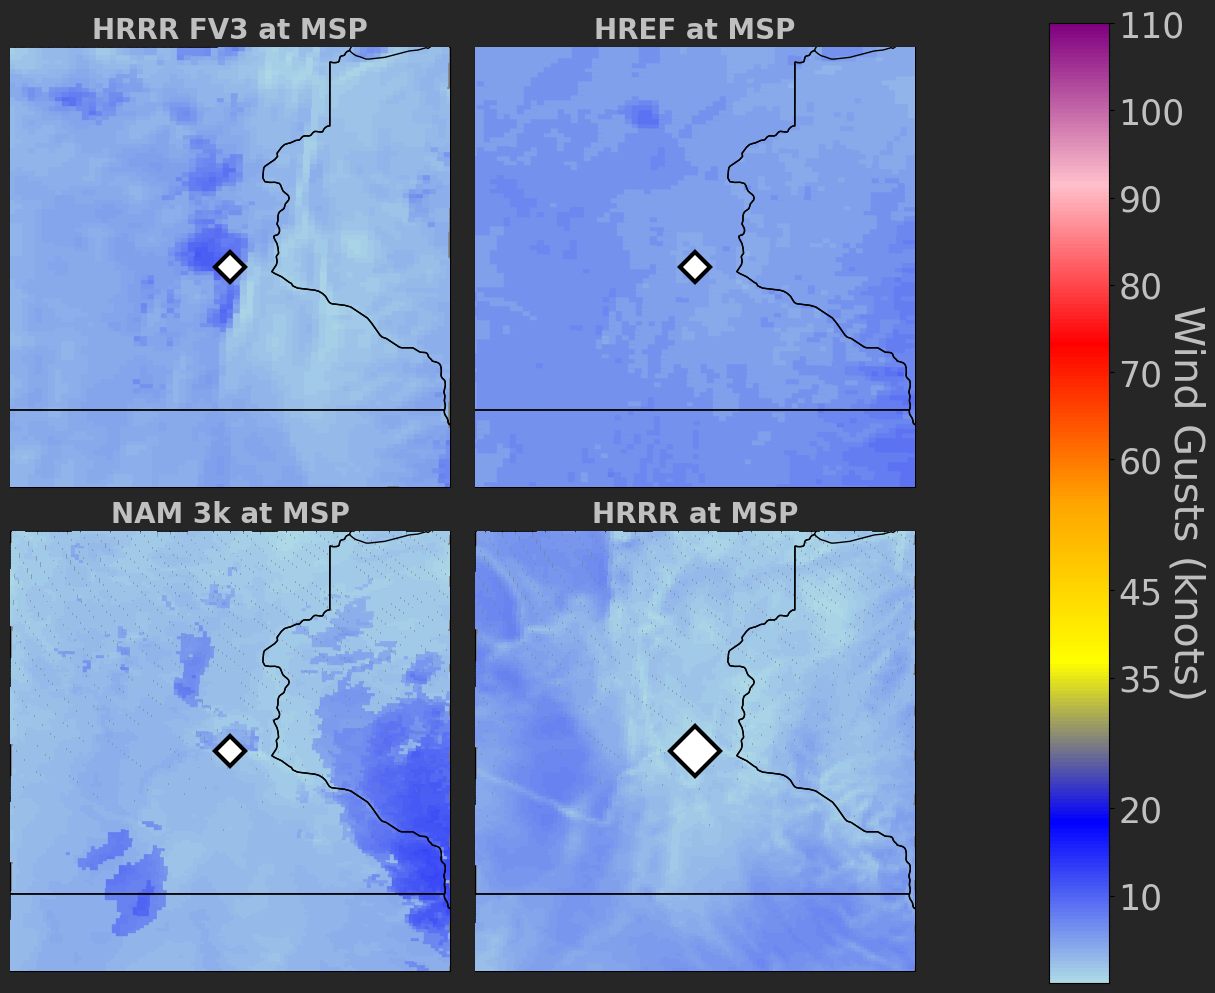 HRRR FV3 at MSP
HREF at MSP
NAM 3k at MSP
HRRR at MSP
110
100
90
80
70
60
45
35
20
10
Wind Gusts (knots)